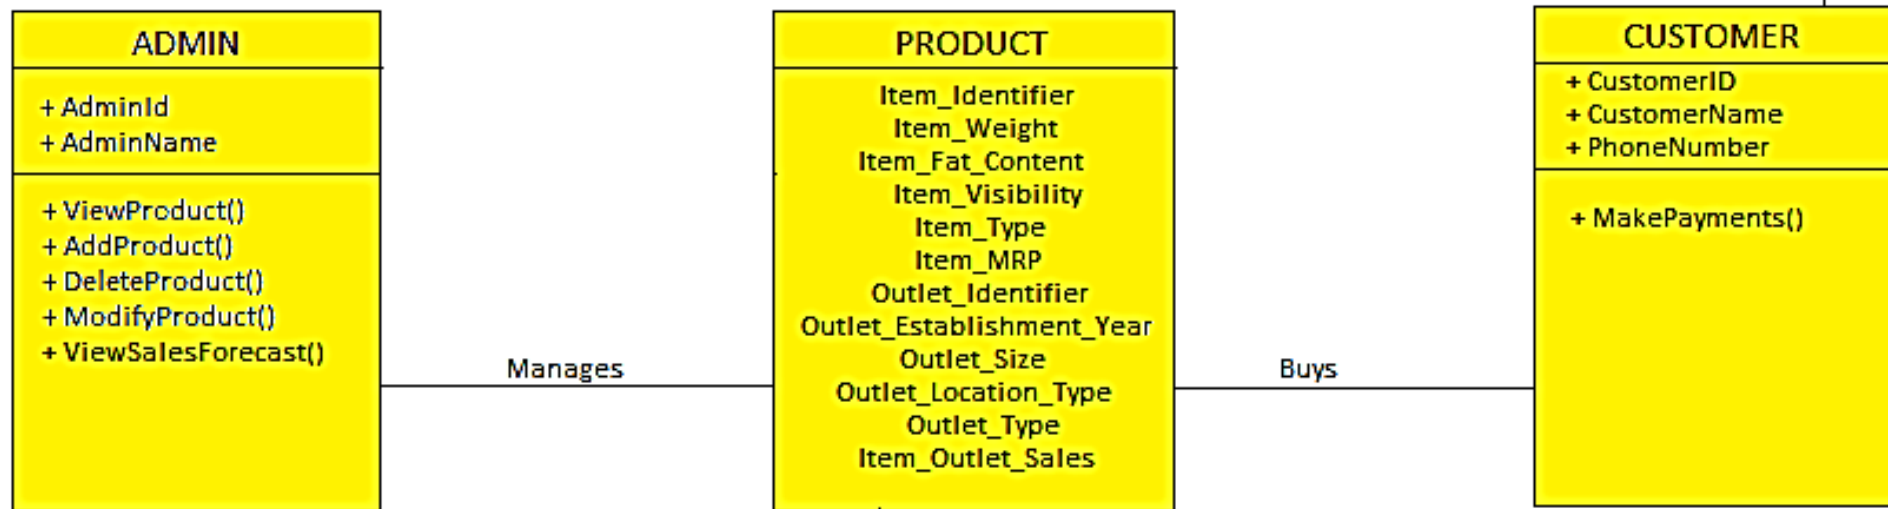 ADMIN
+ AdminId
+ AdminName
+ ViewProduct()
+ AddProduct()
+ DeleteProduct()
+ ModifyProduct()
+ ViewSalesForecast()
Manages
PRODUCT
Item_Identifier
Item_Weight
Item_Fat_Content
Item_Visibility
Item_Type
Item_MRP
Outlet_Identifier
Outlet_Establishment_Year
Outlet_Size
Outlet_Location_Type
Outlet_Type
Item_Outlet_Sales
Buys
CUSTOMER
+ CustomerID
+ CustomerName
+ PhoneNumber
+ MakePayments()